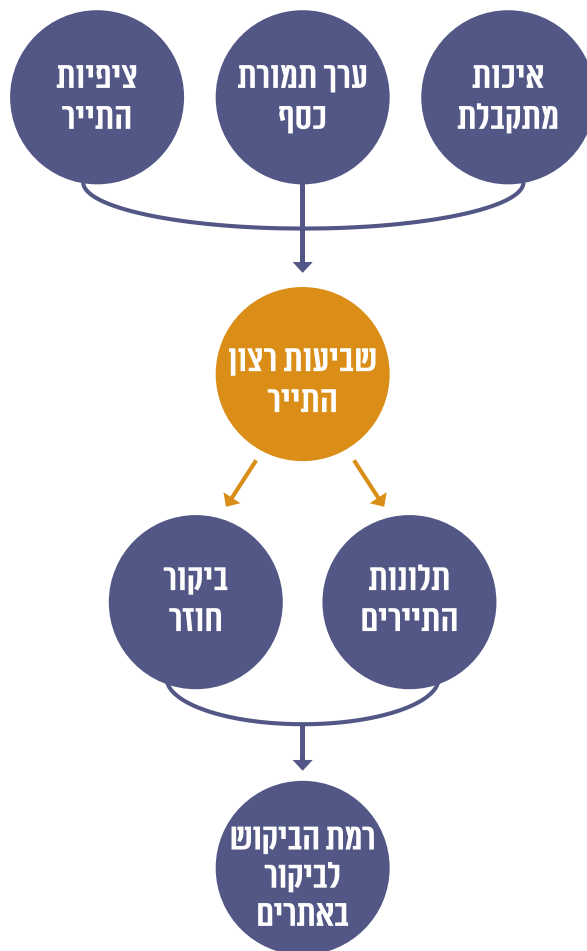 איכות
מתקבלת
ערך תמורת
כסף
ציפיות
התייר
שביעות רצון
התייר
תלונות
התיירים
ביקור
חוזר
רמת הביקוש
לביקור
באתרים